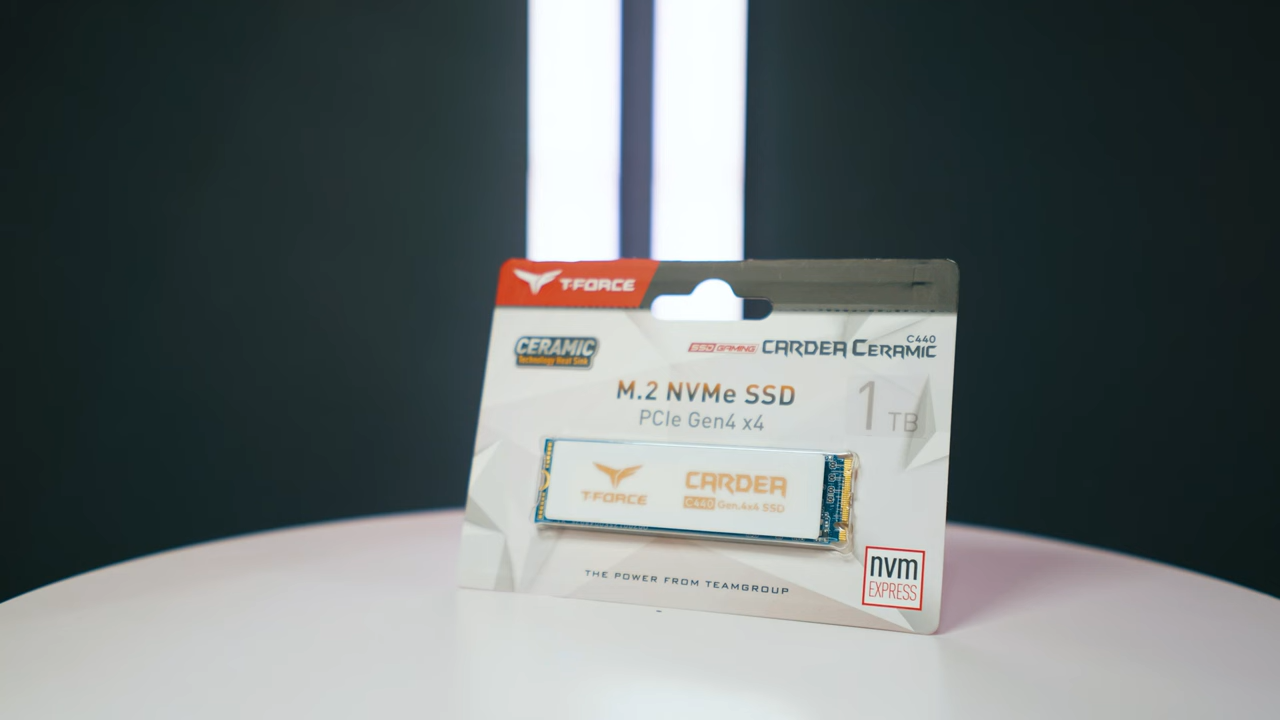 T-FORCE
CERAMIC
Technology Heat Sink
SSD GAMING CARDEA CERAMIC C440
M.2 NVMe SSD
PCIe Gen4 x4
1 TB
T-FORCE
CARDEA
C440 Gen.4x4 SSD
THE POWER FROM TEAMGROUP
nvm
EXPRESS